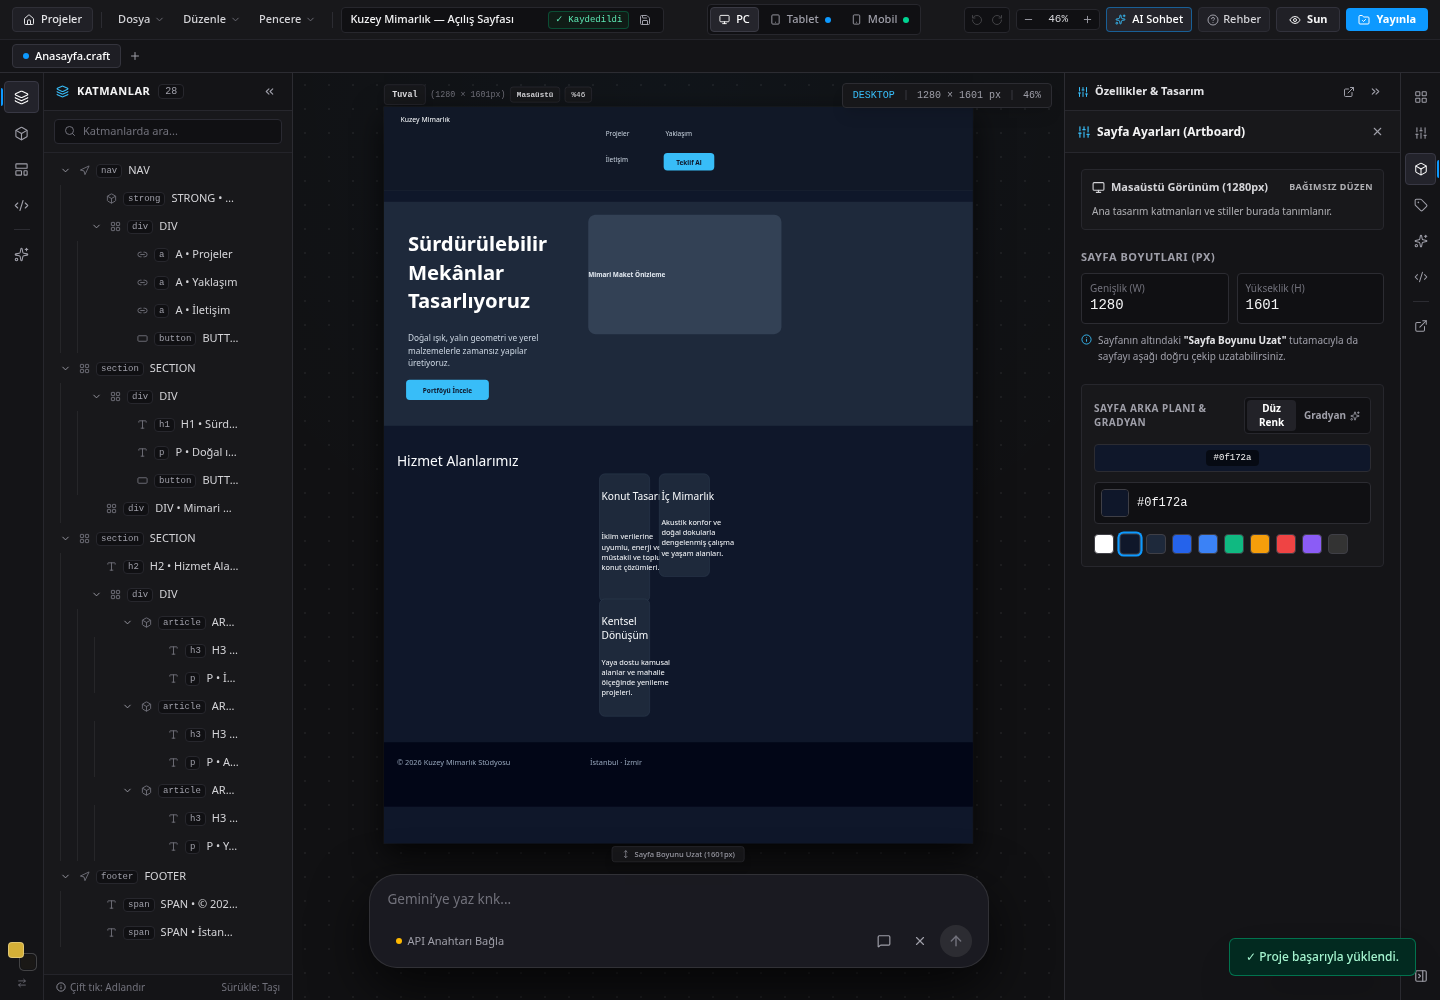 Projeler
Dosya
Düzenle
Pencere
Kuzey Mimarlık — Açılış Sayfası
✓ Kaydedildi
PC
Tablet
Mobil
46%
AI Sohbet
Rehber
Sun
Yayınla
Anasayfa.craft
KATMANLAR 28
Katmanlarda ara...
nav NAV
strong STRONG • ...
div DIV
a A • Projeler
a A • Yaklaşım
a A • İletişim
button BUTT...
section SECTION
div DIV
h1 H1 • Sürd...
p P • Doğal ı...
button BUTT...
div DIV • Mimari ...
section SECTION
h2 H2 • Hizmet Ala...
div DIV
article AR...
h3 H3 ...
p P • İ...
article AR...
h3 H3 ...
p P • A...
article AR...
h3 H3 ...
p P • Y...
footer FOOTER
span SPAN • © 202...
span SPAN • İstan...
Çift tık: Adlandır
Sürükle: Taşı
Tuval (1280 × 1601px) Masaüstü %46
DESKTOP | 1280 × 1601 px | 46%
Kuzey Mimarlık
Projeler
Yaklaşım
İletişim
Teklif Al
Sürdürülebilir
Mekânlar
Tasarlıyoruz
Doğal ışık, yalın geometri ve yerel
malzemelerle zamansız yapılar
üretiyoruz.
Portföyü İncele
Mimari Maket Önizleme
Hizmet Alanlarımız
Konut Tasar
İklim verilerine
uyumlu, enerji ve
müstakil ve toplu
konut çözümleri.
İç Mimarlık
Akustik konfor ve
doğal dokularla
dengelenmiş çalışma
ve yaşam alanları.
Kentsel
Dönüşüm
Yaya dostu kamusal
alanlar ve mahalle
ölçeğinde yenileme
projeleri.
© 2026 Kuzey Mimarlık Stüdyosu
İstanbul · İzmir
Sayfa Boyunu Uzat (1601px)
Gemini'ye yaz knk...
API Anahtarı Bağla
Özellikler & Tasarım
Sayfa Ayarları (Artboard)
Masaüstü Görünüm (1280px)
BAĞIMSIZ DÜZEN
Ana tasarım katmanları ve stiller burada tanımlanır.
SAYFA BOYUTLARI (PX)
Genişlik (W)
1280
Yükseklik (H)
1601
Sayfanın altındaki "Sayfa Boyunu Uzat" tutamacıyla da
sayfayı aşağı doğru çekip uzatabilirsiniz.
SAYFA ARKA PLANI &
GRADYAN
Düz
Renk
Gradyan
#0f172a
#0f172a
✓ Proje başarıyla yüklendi.